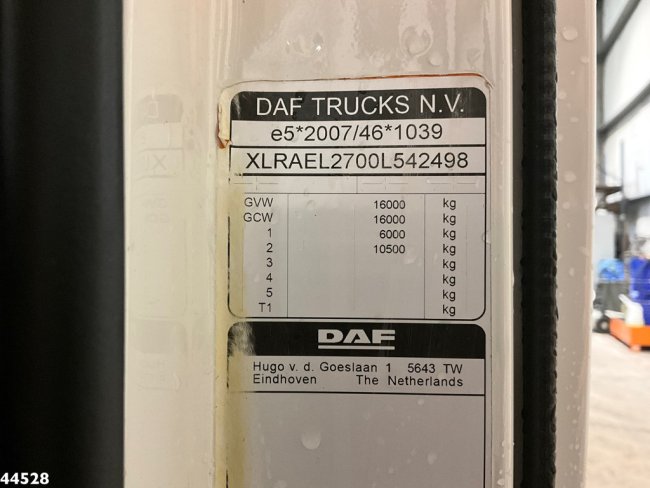 DAF TRUCKS N.V.
e5*2007/46*1039
XLRAEL2700L542498
GVW 16000 kg
GCW 16000 kg
1 6000 kg
2 10500 kg
3 kg
4 kg
5 kg
T1 kg
DAF
Hugo v. d. Goeslaan 1 5643 TW
Eindhoven The Netherlands
44528